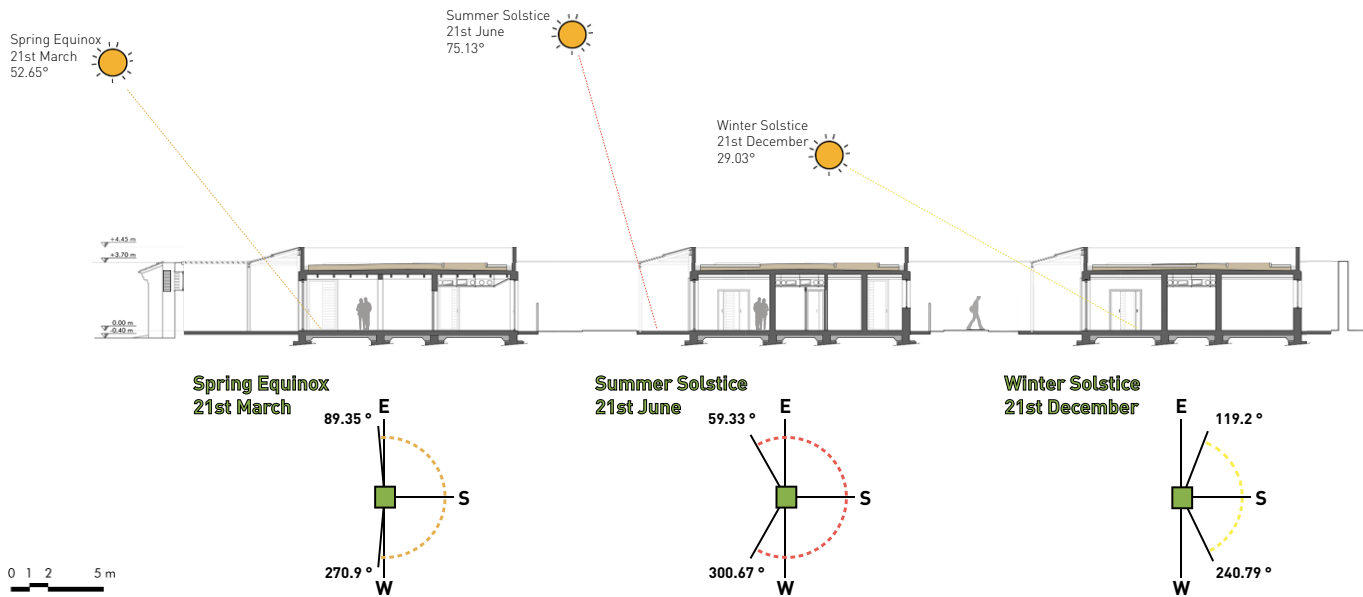 Spring Equinox
21st March
52.65°
Summer Solstice
21st June
75.13°
Winter Solstice
21st December
29.03°
+4.45 m
+3.70 m
0.00 m
-0.40 m
Spring Equinox
21st March
89.35 °
E
S
270.9 °
W
Summer Solstice
21st June
59.33 °
E
S
300.67 °
W
Winter Solstice
21st December
E
119.2 °
S
240.79 °
W
0 1 2 5 m